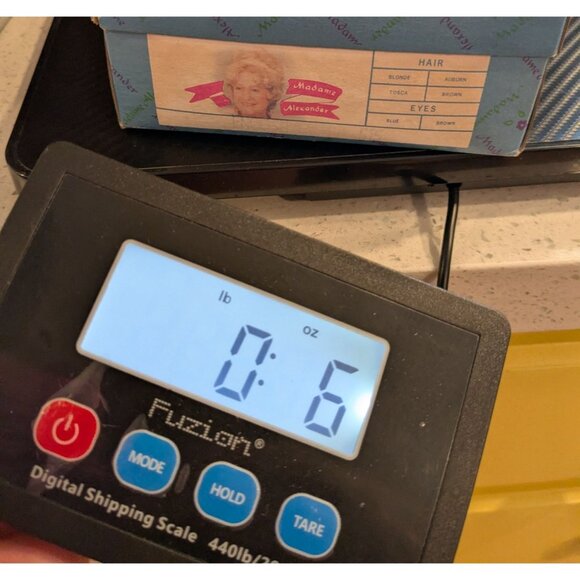 Madame
Alexander
HAIR
BLONDE AUBURN
TOSCA BROWN
EYES
BLUE BROWN
lb oz
0: 6
Fuzion®
MODE
HOLD
TARE
Digital Shipping Scale 440lb/